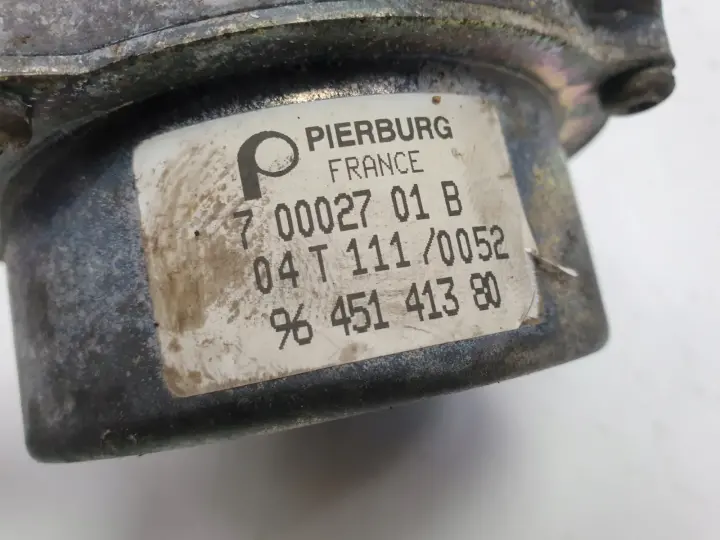 PIERBURG
FRANCE
7 00027 01 B
04 T 111 /0052
96 451 413 80